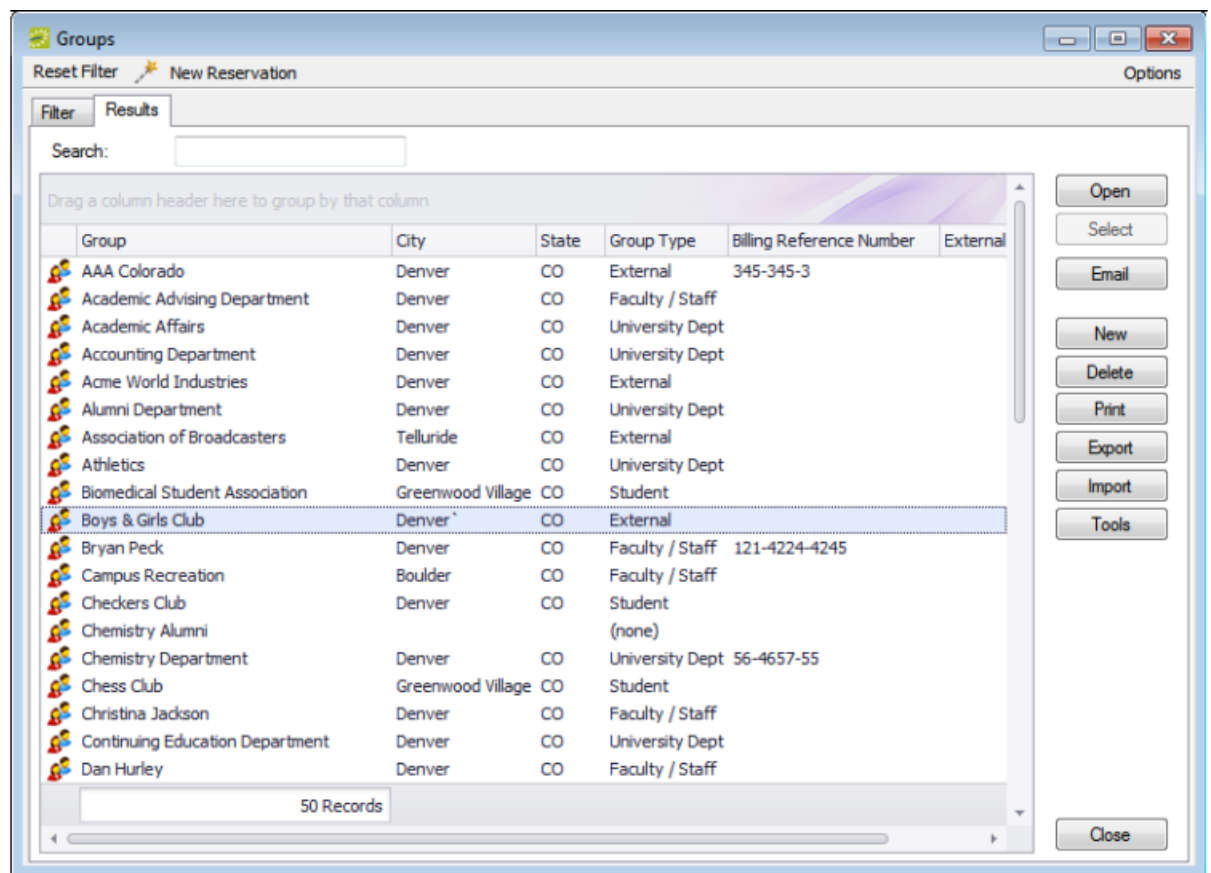 Groups
Reset Filter New Reservation Options
Filter Results
Search:
Drag a column header here to group by that column
Group City State Group Type Billing Reference Number External
AAA Colorado Denver CO External 345-345-3
Academic Advising Department Denver CO Faculty / Staff
Academic Affairs Denver CO University Dept
Accounting Department Denver CO University Dept
Acme World Industries Denver CO External
Alumni Department Denver CO University Dept
Association of Broadcasters Telluride CO External
Athletics Denver CO University Dept
Biomedical Student Association Greenwood Village CO Student
Boys & Girls Club Denver` CO External
Bryan Peck Denver CO Faculty / Staff 121-4224-4245
Campus Recreation Boulder CO Faculty / Staff
Checkers Club Denver CO Student
Chemistry Alumni (none)
Chemistry Department Denver CO University Dept 56-4657-55
Chess Club Greenwood Village CO Student
Christina Jackson Denver CO Faculty / Staff
Continuing Education Department Denver CO University Dept
Dan Hurley Denver CO Faculty / Staff
50 Records
Open
Select
Email
New
Delete
Print
Export
Import
Tools
Close